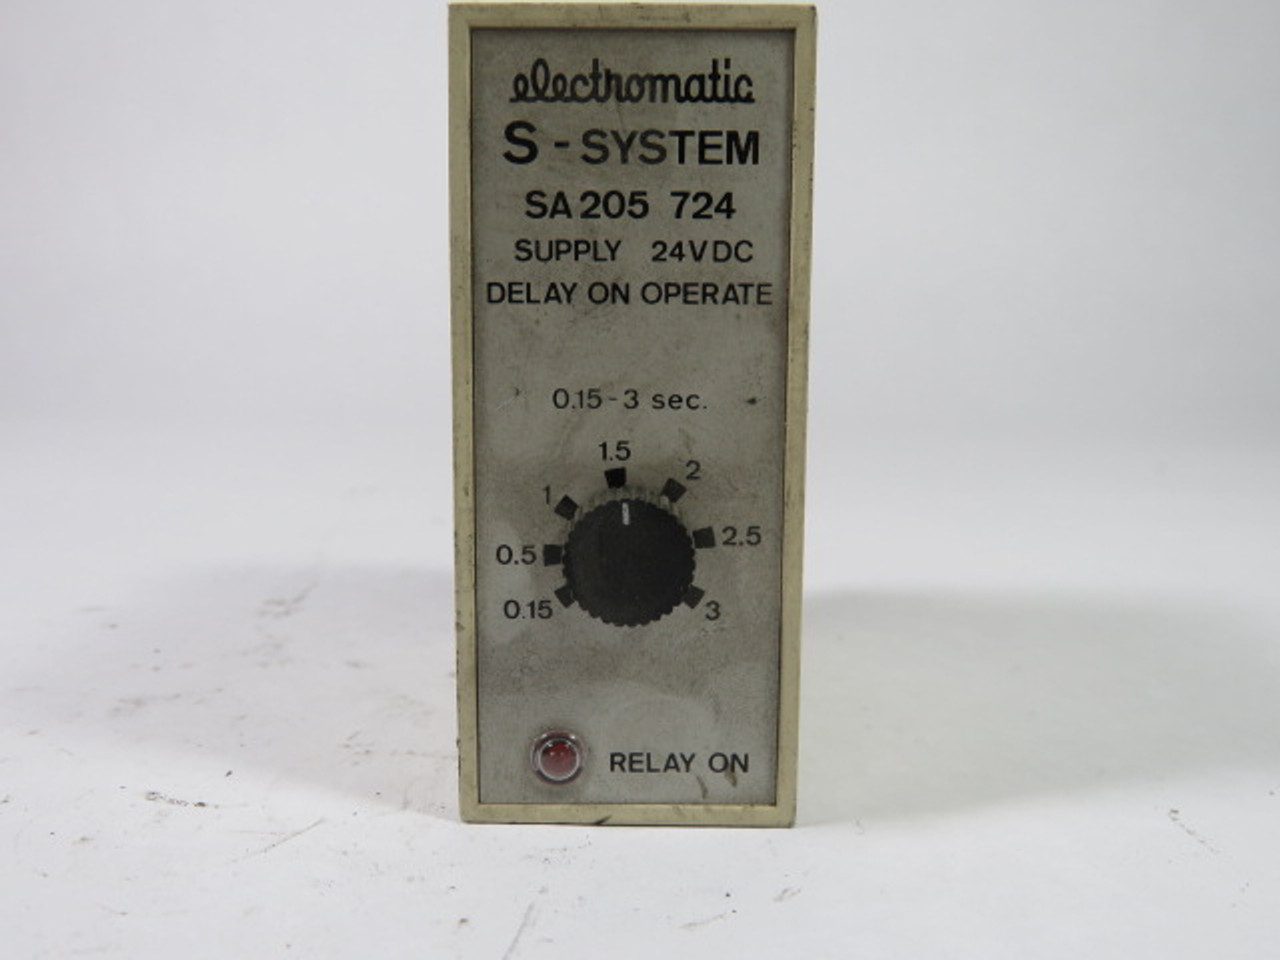 electromatic
S - SYSTEM
SA 205 724
SUPPLY 24VDC
DELAY ON OPERATE
0.15 - 3 sec.
1.5
1 2
0.5 2.5
0.15 3
RELAY ON